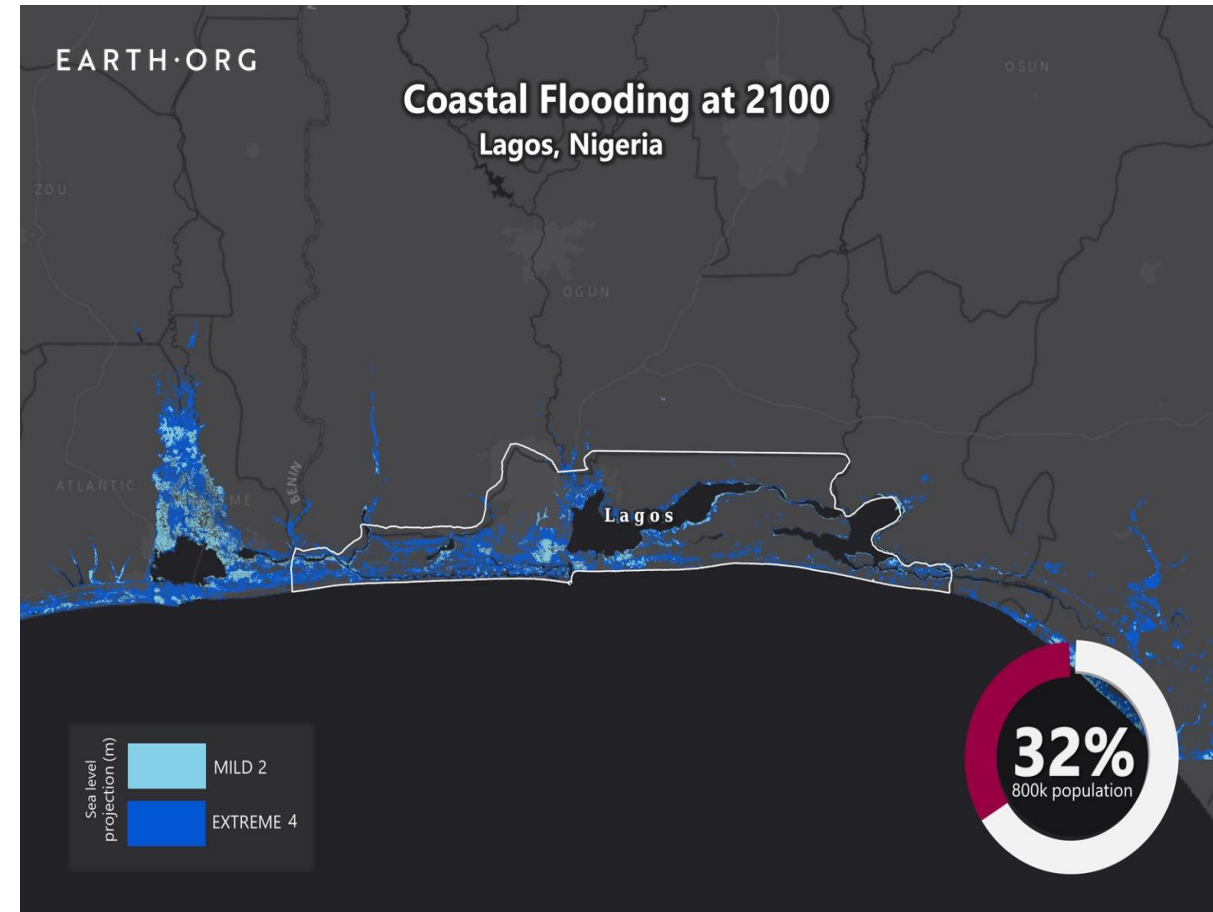 EARTH·ORG
Coastal Flooding at 2100
Lagos, Nigeria
OSUN
ZOU
OGUN
ATLANTIC
BENIN
Lagos
Sea level
projection (m)
MILD 2
EXTREME 4
32%
800k population